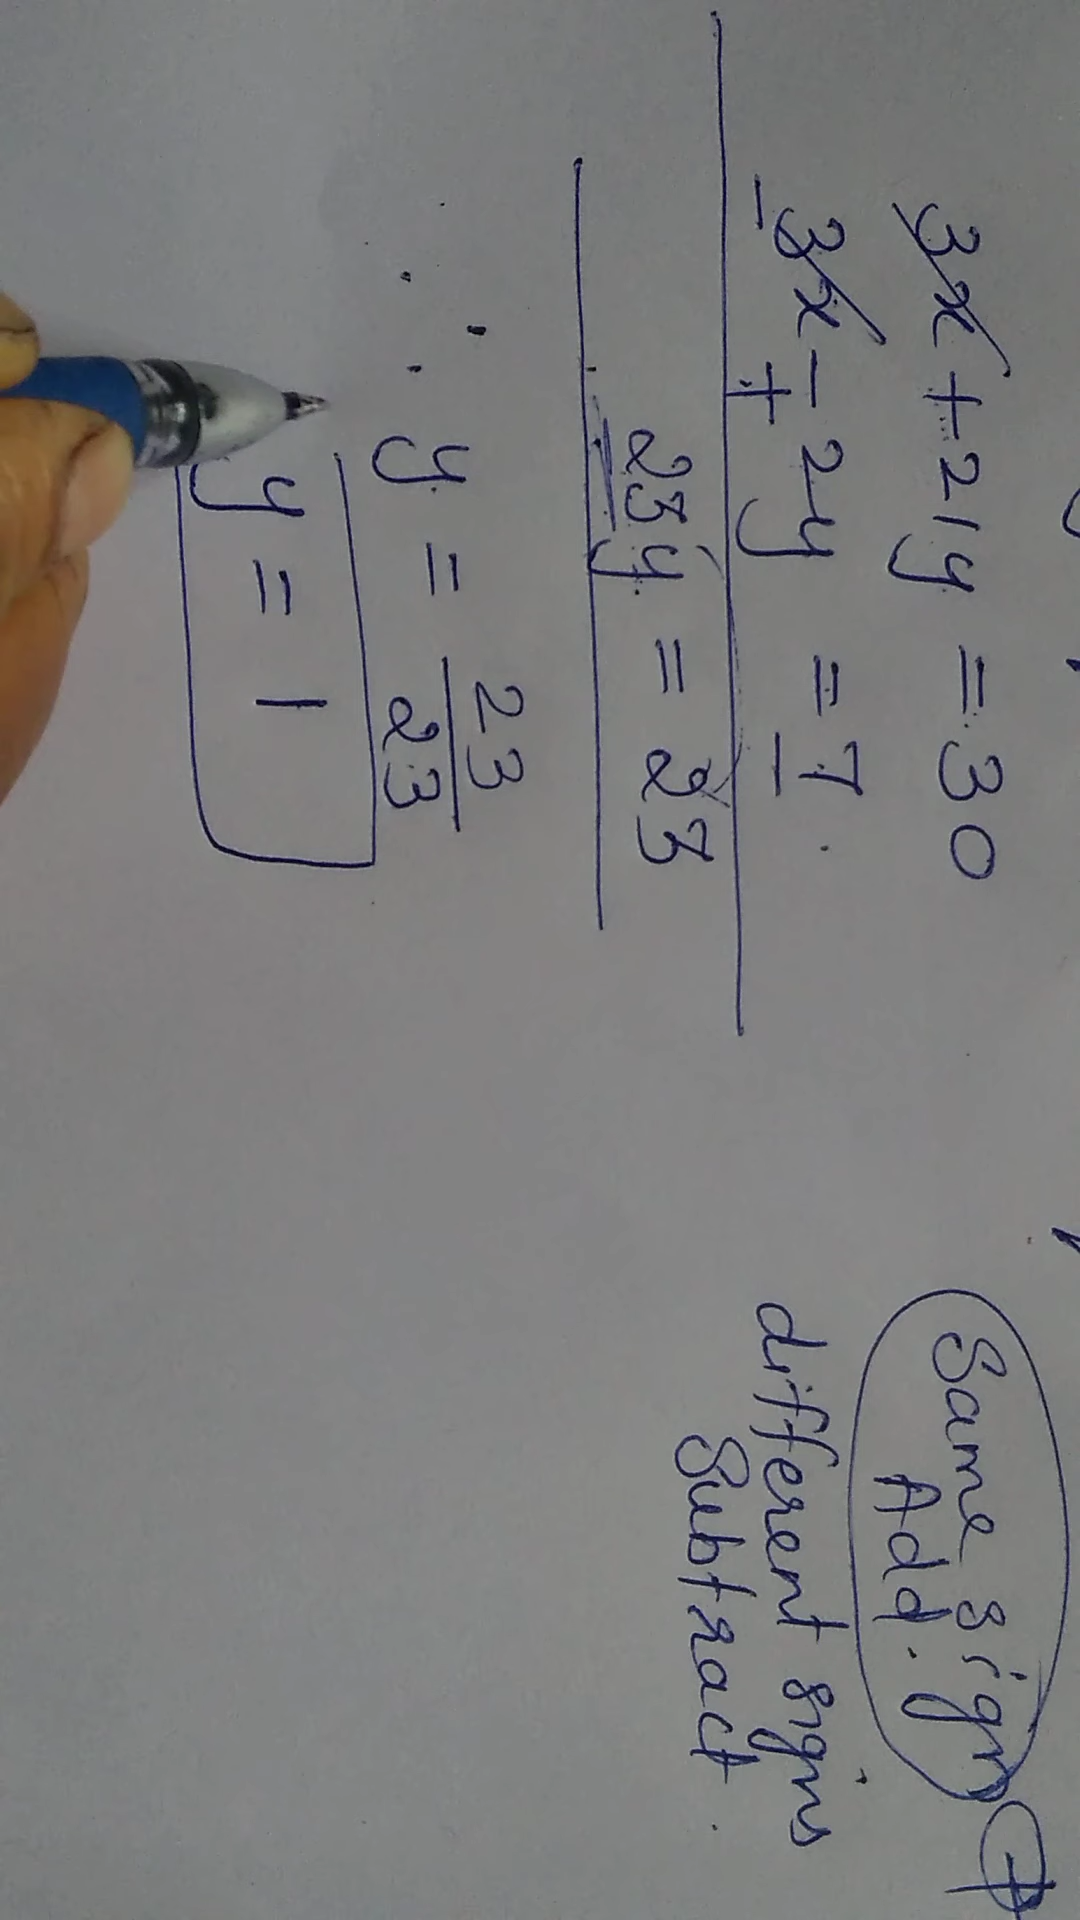 3x + 21y = 30
3x - 2y = 7
- + -
23y = 23
y = 23/23
y = 1
Same sign
Add.
different signs
Subtract